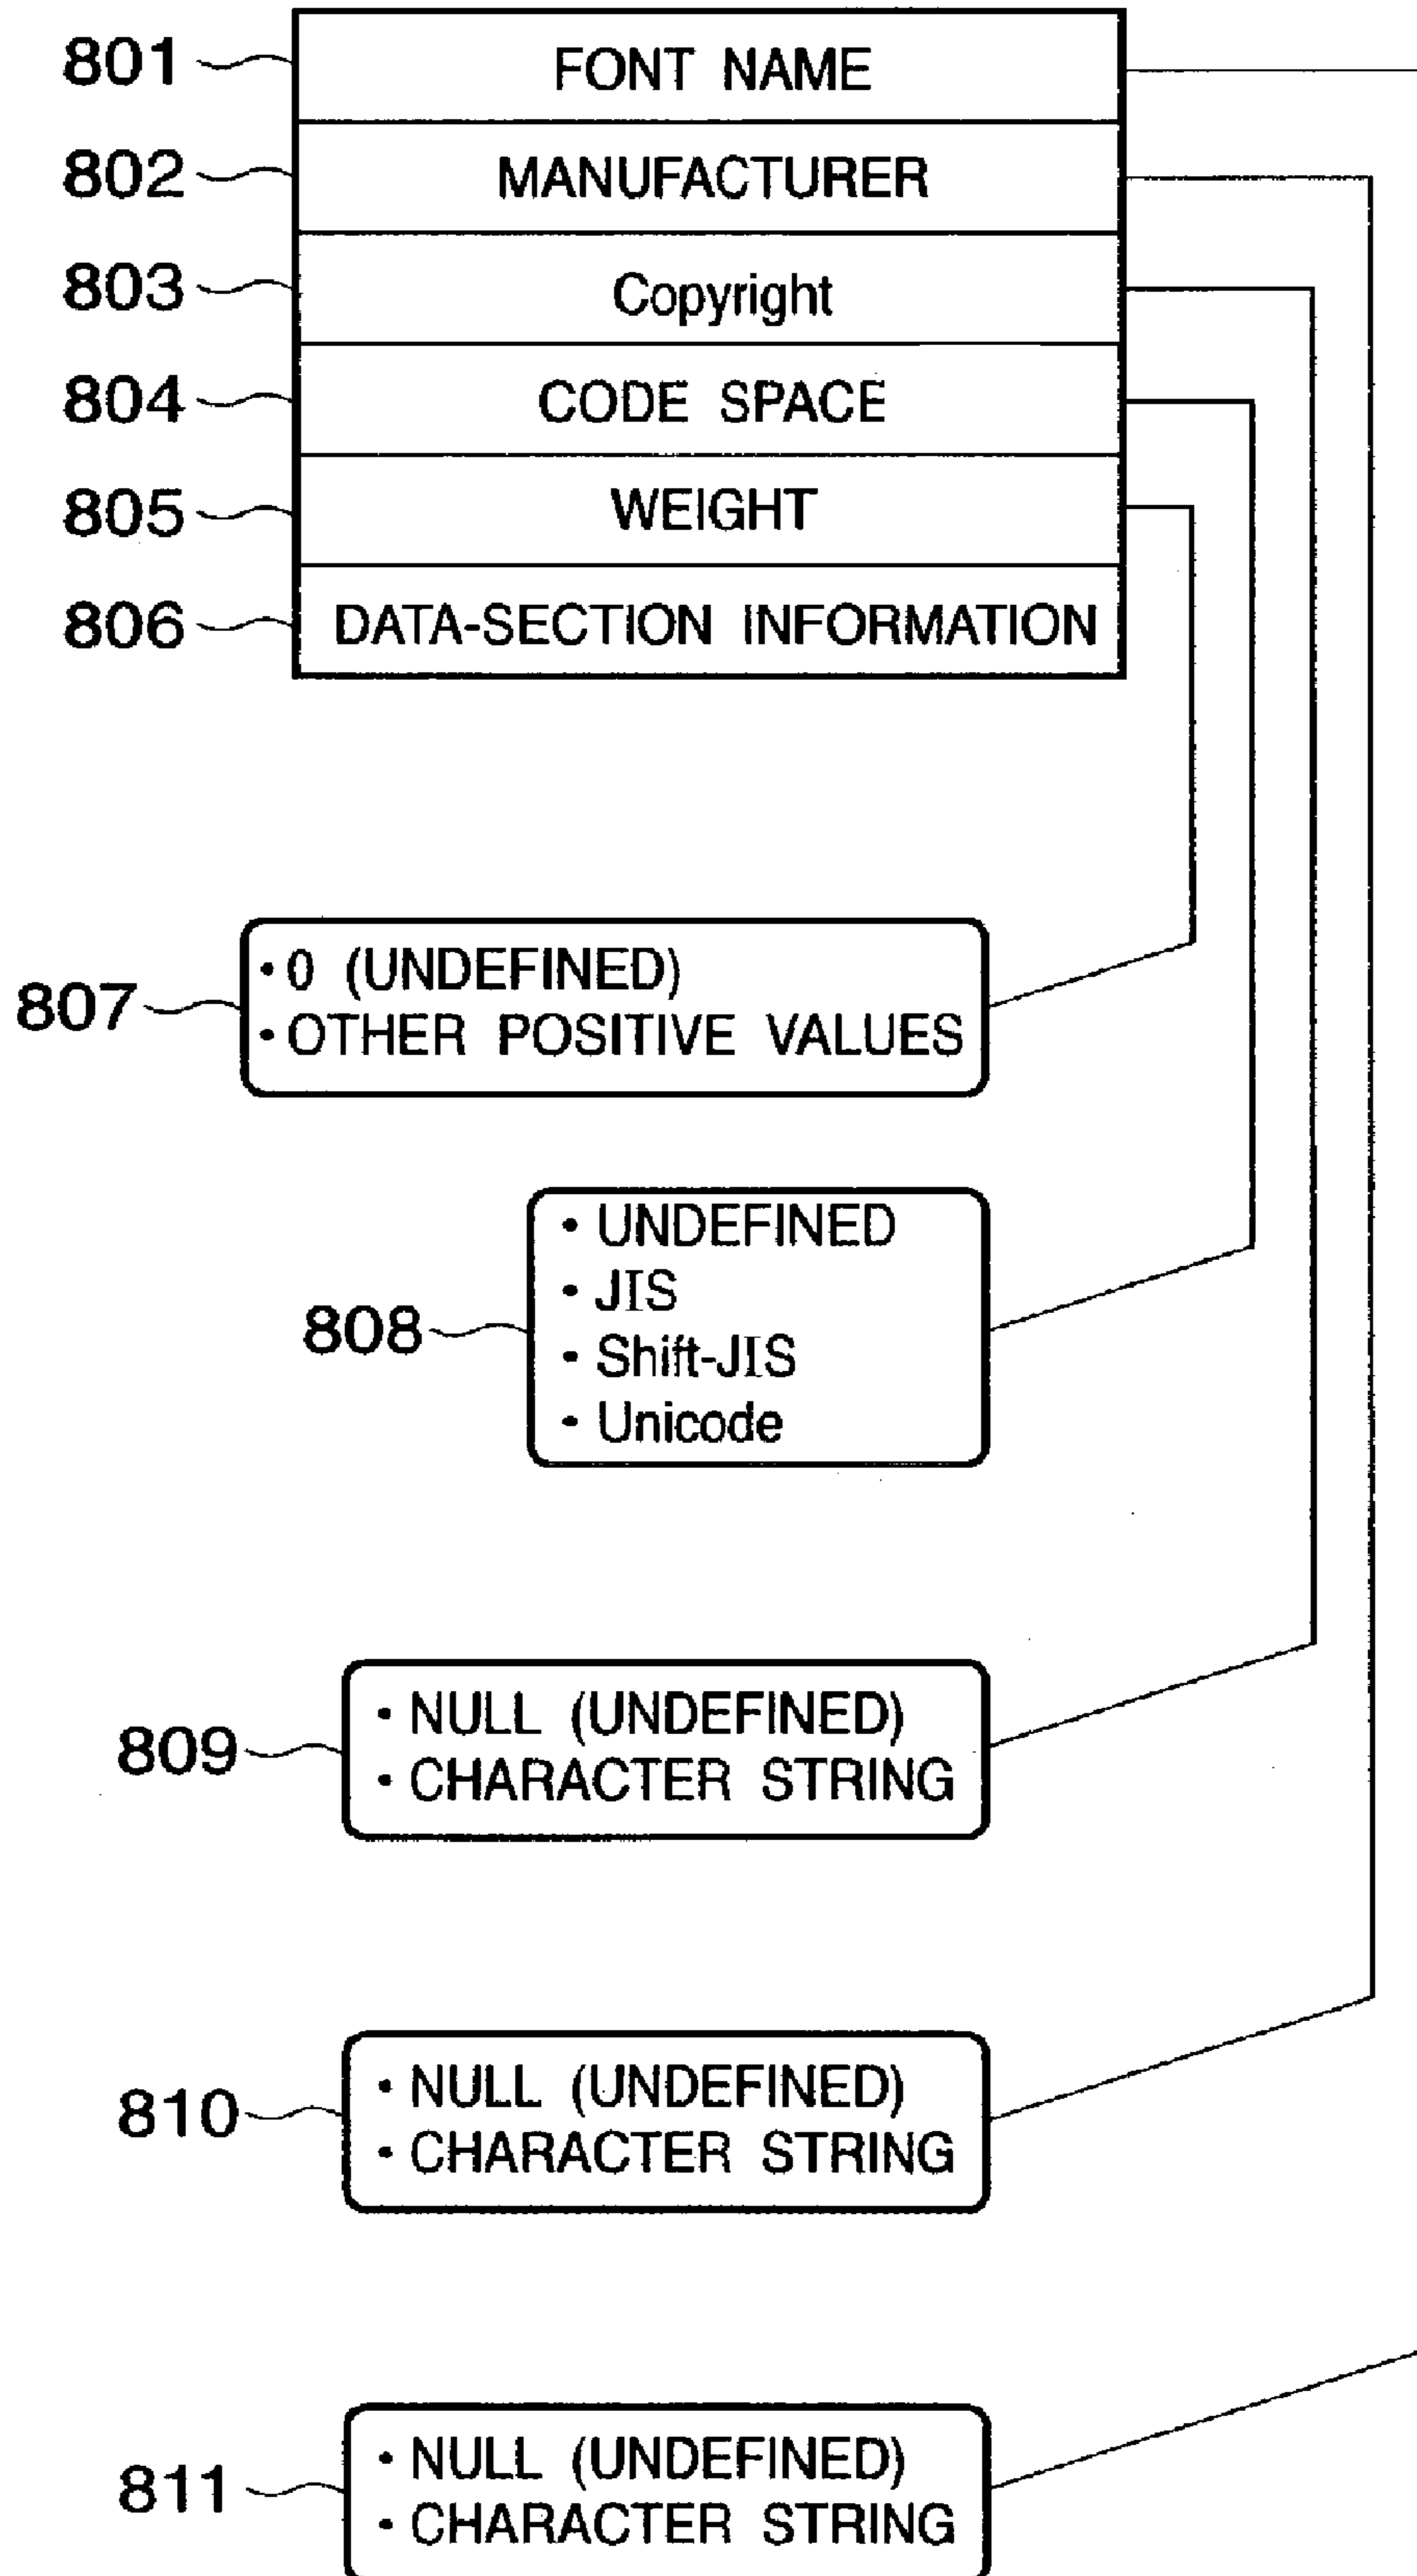 801 FONT NAME
802 MANUFACTURER
803 Copyright
804 CODE SPACE
805 WEIGHT
806 DATA-SECTION INFORMATION
• 0 (UNDEFINED)
807
• OTHER POSITIVE VALUES
• UNDEFINED
• JIS
808
• Shift-JIS
• Unicode
• NULL (UNDEFINED)
809
• CHARACTER STRING
• NULL (UNDEFINED)
810
• CHARACTER STRING
• NULL (UNDEFINED)
811
• CHARACTER STRING